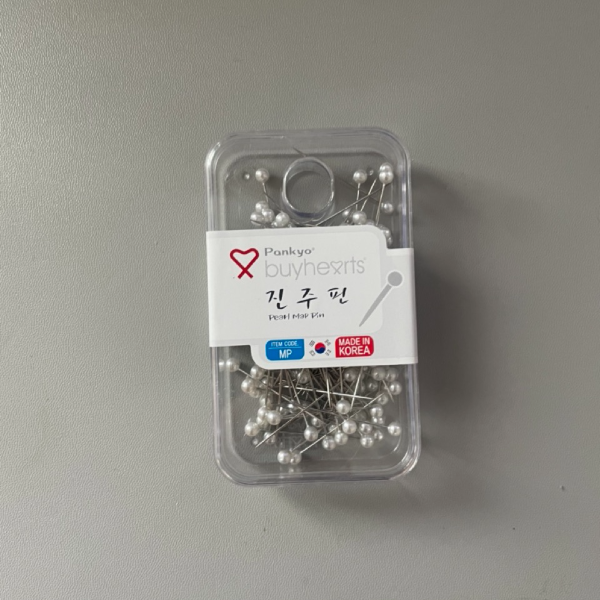 Pankyo®
buyhearts
진주핀
Pearl Map Pin
ITEM CODE.
MP
MADE IN
KOREA